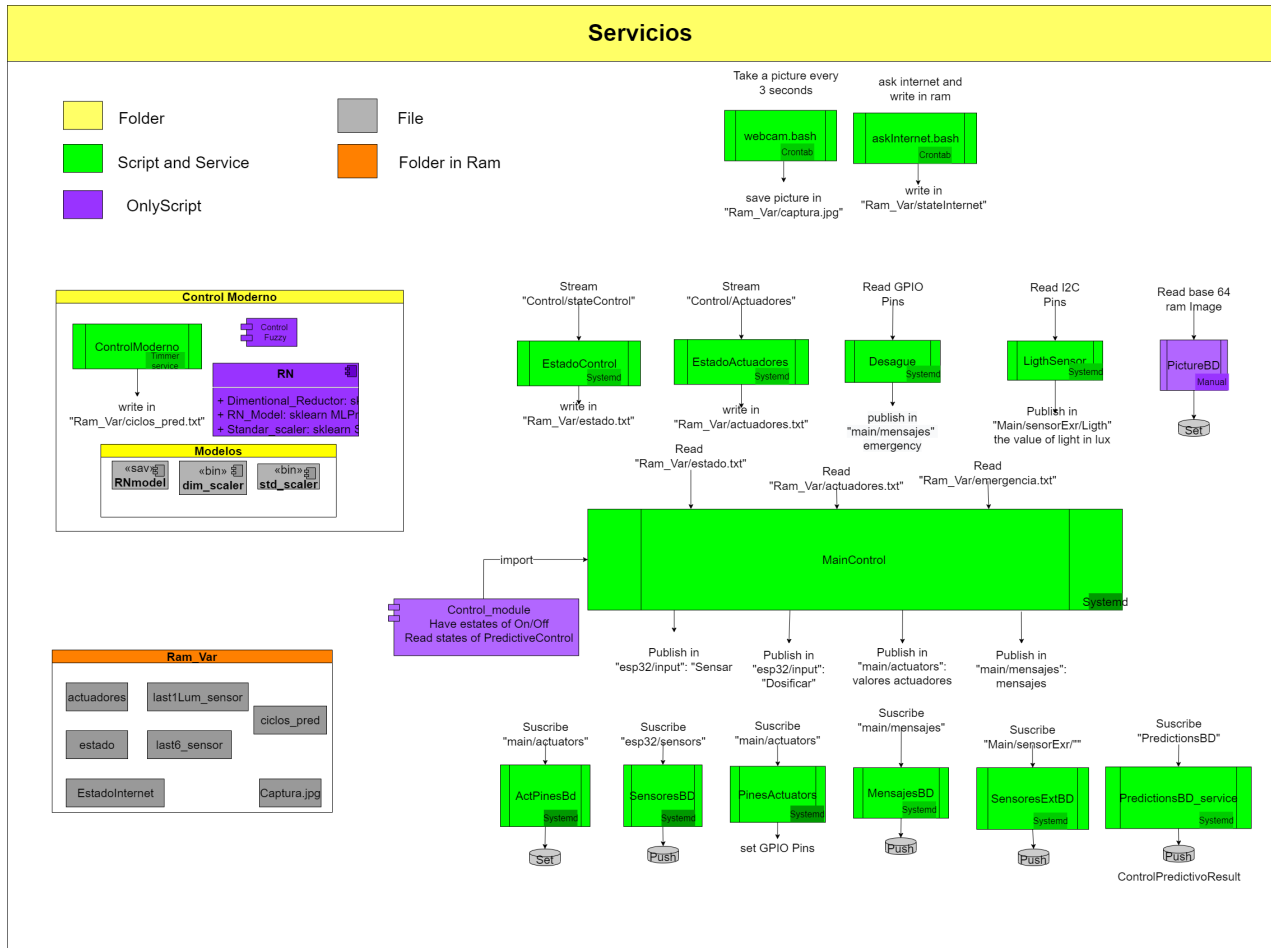 Servicios
Folder
File
Script and Service
Folder in Ram
OnlyScript
Take a picture every
3 seconds
webcam.bash
Crontab
save picture in
"Ram_Var/captura.jpg"
ask internet and
write in ram
askInternet.bash
Crontab
write in
"Ram_Var/stateInternet"
Control Moderno
ControlModerno
Timmer
service
write in
"Ram_Var/ciclos_pred.txt"
Control
Fuzzy
RN
+ Dimentional_Reductor: sk
+ RN_Model: sklearn MLPr
+ Standar_scaler: sklearn S
Modelos
«sav»
RNmodel
«bin»
dim_scaler
«bin»
std_scaler
Stream
"Control/stateControl"
EstadoControl
Systemd
write in
"Ram_Var/estado.txt"
Stream
"Control/Actuadores"
EstadoActuadores
Systemd
write in
"Ram_Var/actuadores.txt"
Read GPIO
Pins
Desague
Systemd
publish in
"main/mensajes"
emergency
Read I2C
Pins
LigthSensor
Systemd
Publish in
"Main/sensorExr/Ligth"
the value of light in lux
Read base 64
ram Image
PictureBD
Manual
Set
Read
"Ram_Var/estado.txt"
Read
"Ram_Var/actuadores.txt"
Read
"Ram_Var/emergencia.txt"
MainControl
Systemd
import
Control_module
Have estates of On/Off
Read states of PredictiveControl
Publish in
"esp32/input": "Sensar
Publish in
"esp32/input":
"Dosificar"
Publish in
"main/actuators":
valores actuadores
Publish in
"main/mensajes":
mensajes
Ram_Var
actuadores
last1Lum_sensor
ciclos_pred
estado
last6_sensor
EstadoInternet
Captura.jpg
Suscribe
"main/actuators"
ActPinesBd
Systemd
Set
Suscribe
"esp32/sensors"
SensoresBD
Systemd
Push
Suscribe
"main/actuators"
PinesActuators
Systemd
set GPIO Pins
Suscribe
"main/mensajes"
MensajesBD
Systemd
Push
Suscribe
"Main/sensorExr/""
SensoresExtBD
Systemd
Push
Suscribe
"PredictionsBD"
PredictionsBD_service
Systemd
Push
ControlPredictivoResult